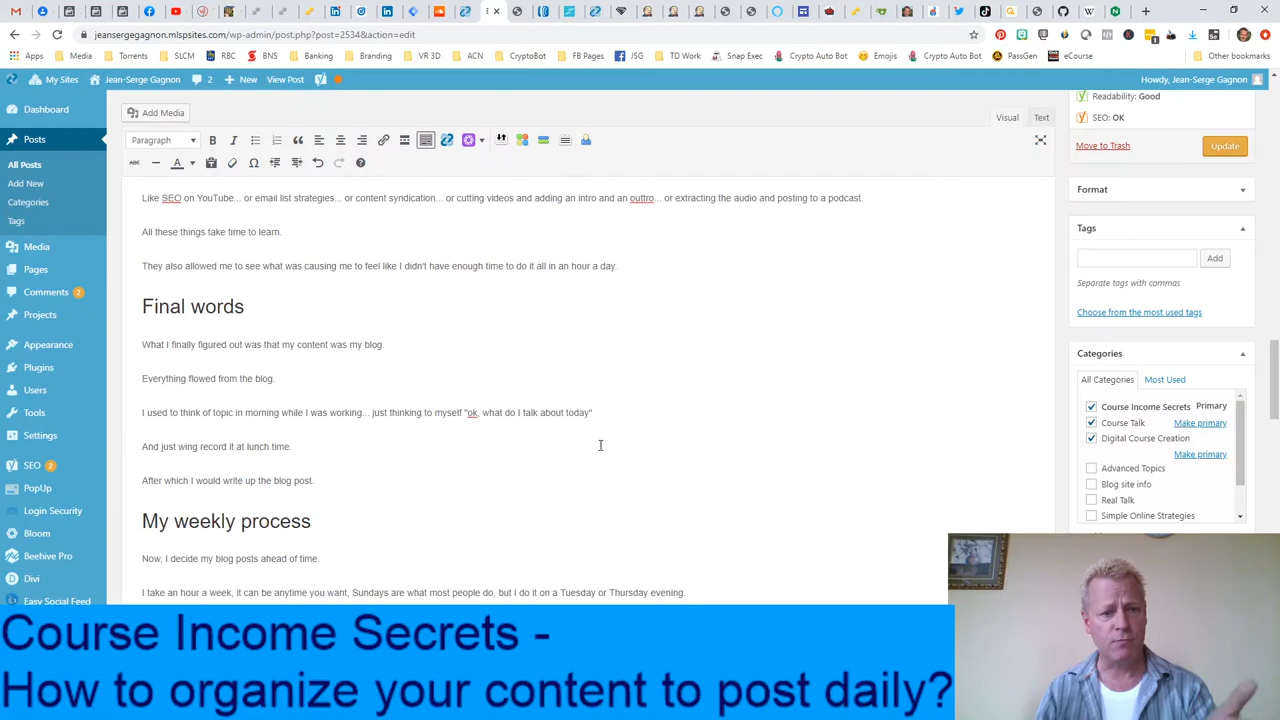 jeansergegagnon.mlspsites.com/wp-admin/post.php?post=2534&action=edit
Apps
Media
Torrents
SLCM
RBC
BNS
Banking
Branding
VR 3D
ACN
CryptoBot
FB Pages
JSG
TD Work
Snap Exec
Crypto Auto Bot
Emojis
Crypto Auto Bot
PassGen
eCourse
Other bookmarks
My Sites
Jean-Serge Gagnon
2
New
View Post
Howdy, Jean-Serge Gagnon
Dashboard
Posts
All Posts
Add New
Categories
Tags
Media
Pages
Comments 2
Projects
Appearance
Plugins
Users
Tools
Settings
SEO 2
PopUp
Login Security
Bloom
Beehive Pro
Divi
Easy Social Feed
Add Media
Visual
Text
Paragraph
Like SEO on YouTube... or email list strategies... or content syndication... or cutting videos and adding an intro and an outtro... or extracting the audio and posting to a podcast.
All these things take time to learn.
They also allowed me to see what was causing me to feel like I didn't have enough time to do it all in an hour a day.
Final words
What I finally figured out was that my content was my blog.
Everything flowed from the blog.
I used to think of topic in morning while I was working... just thinking to myself "ok, what do I talk about today"
And just wing record it at lunch time.
After which I would write up the blog post.
My weekly process
Now, I decide my blog posts ahead of time.
I take an hour a week, it can be anytime you want, Sundays are what most people do, but I do it on a Tuesday or Thursday evening.
Readability: Good
SEO: OK
Move to Trash
Update
Format
Tags
Add
Separate tags with commas
Choose from the most used tags
Categories
All Categories
Most Used
Course Income Secrets Primary
Course Talk Make primary
Digital Course Creation
Make primary
Advanced Topics
Blog site info
Real Talk
Simple Online Strategies
Course Income Secrets -
How to organize your content to post daily?